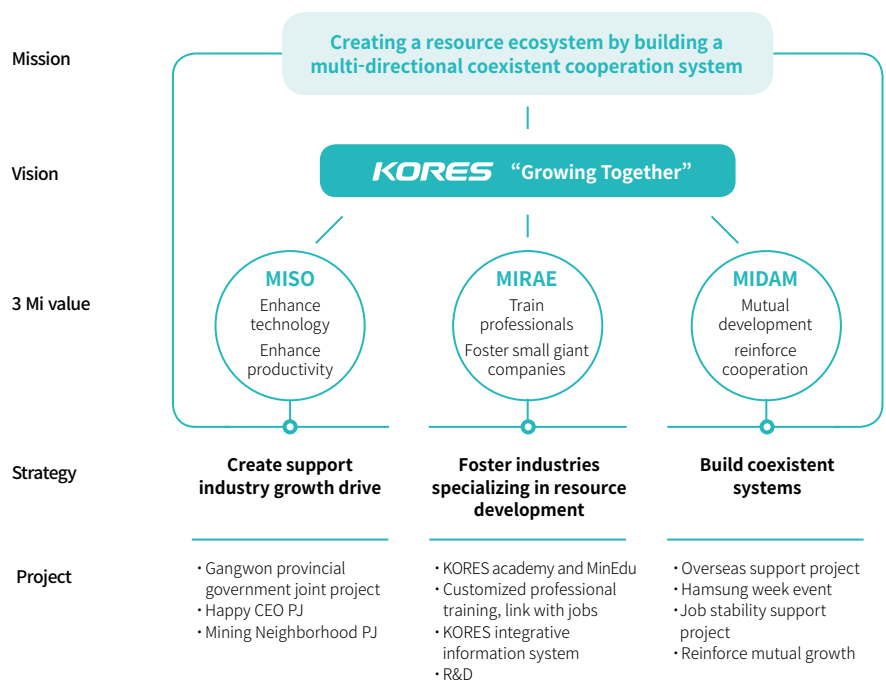 Mission
Creating a resource ecosystem by building a
multi-directional coexistent cooperation system
Vision
KORES “Growing Together”
3 Mi value
MISO
Enhance
technology
Enhance
productivity
MIRAE
Train
professionals
Foster small giant
companies
MIDAM
Mutual
development
reinforce
cooperation
Strategy
Create support
industry growth drive
Foster industries
specializing in resource
development
Build coexistent
systems
Project
· Gangwon provincial
government joint project
· Happy CEO PJ
· Mining Neighborhood PJ
· KORES academy and MinEdu
· Customized professional
training, link with jobs
· KORES integrative
information system
· R&D
· Overseas support project
· Hamsung week event
· Job stability support
project
· Reinforce mutual growth